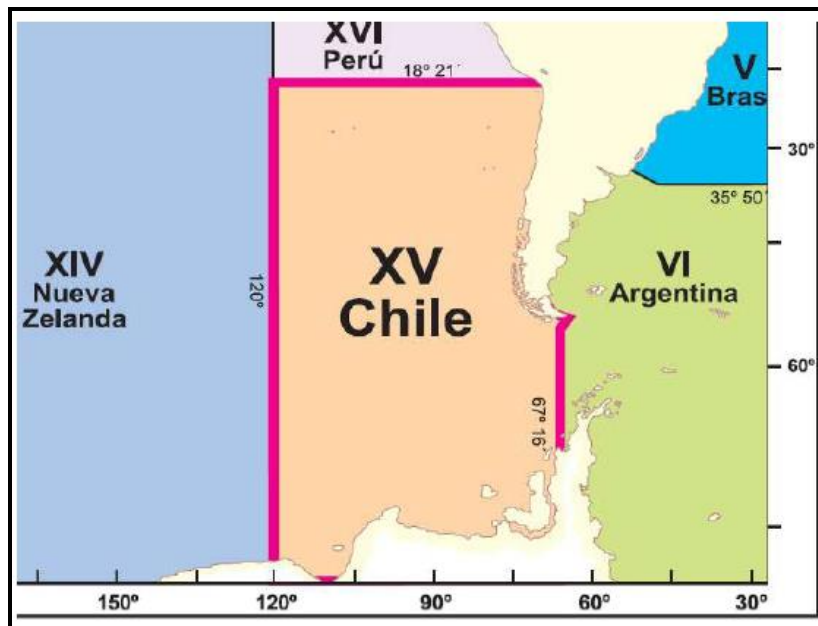 XVI
Perú
18° 21´
V
Bras
30°
35° 50´
XIV
Nueva
Zelanda
120°
XV
Chile
VI
Argentina
67° 16´
60°
150°
120°
90°
60°
30°